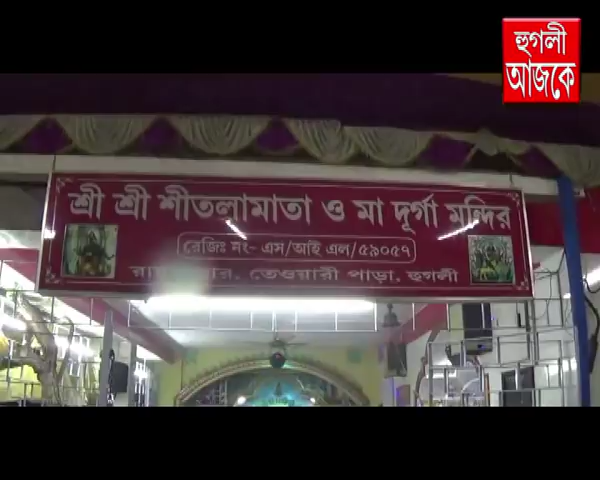 হুগলী
আজকে
শ্রী শ্রী শীতলামাতা ও মা দূর্গা মন্দির
রেজিঃ নং- এস/আই এল/৫৯০৫৭
তেওয়ারী পাড়া, হুগলী